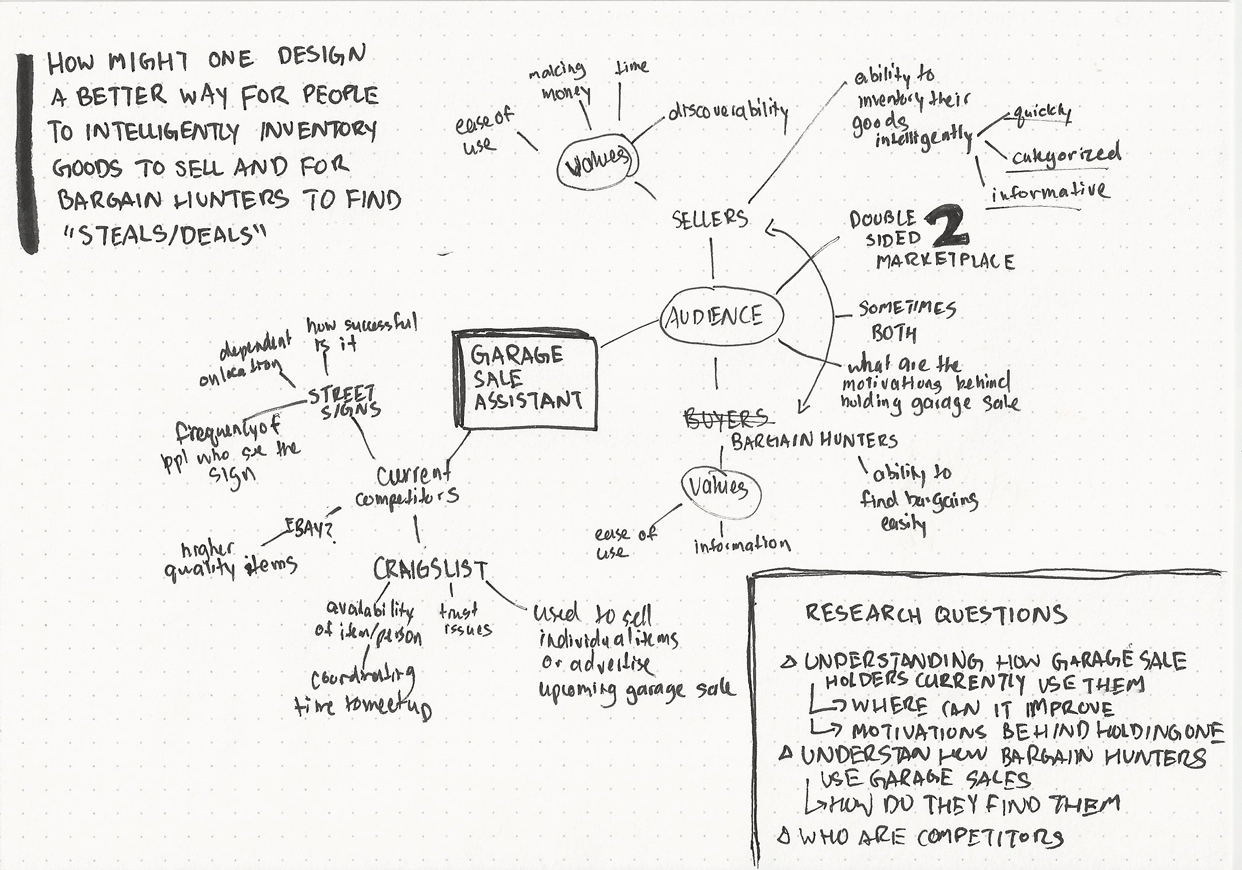 HOW MIGHT ONE DESIGN
A BETTER WAY FOR PEOPLE
TO INTELLIGENTLY INVENTORY
GOODS TO SELL AND FOR
BARGAIN HUNTERS TO FIND
"STEALS/DEALS"
ease of
use
making
money
time
discoverability
Values
SELLERS
ability to
inventory their
goods
intelligently
quickly
categorized
informative
DOUBLE
SIDED 2
MARKETPLACE
AUDIENCE
SOMETIMES
BOTH
what are the
motivations behind
holding garage sale
GARAGE
SALE
ASSISTANT
BUYERS
BARGAIN HUNTERS
ability to
find bargains
easily
Values
ease of
use
information
dependent
on location
how successful
is it
STREET
SIGNS
frequency of
ppl who see the
sign
Current
competitors
EBAY?
higher
quality items
CRAIGSLIST
availability
of item/person
coordinating
time to meet up
trust
issues
used to sell
individual items
or advertise
upcoming garage sale
RESEARCH QUESTIONS
Δ UNDERSTANDING HOW GARAGE SALE
HOLDERS CURRENTLY USE THEM
↳ WHERE CAN IT IMPROVE
↳ MOTIVATIONS BEHIND HOLDING ONE
Δ UNDERSTAN HOW BARGAIN HUNTERS
USE GARAGE SALES
↳ HOW DO THEY FIND THEM
Δ WHO ARE COMPETITORS